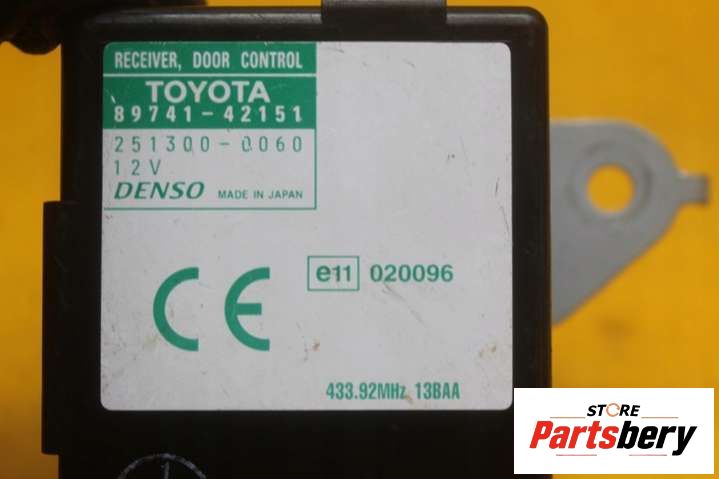 RECEIVER, DOOR CONTROL
TOYOTA
89741-42151
251300-0060
12V
DENSO MADE IN JAPAN
CE
e11 020096
433.92MHz 13BAA
STORE
Partsbery